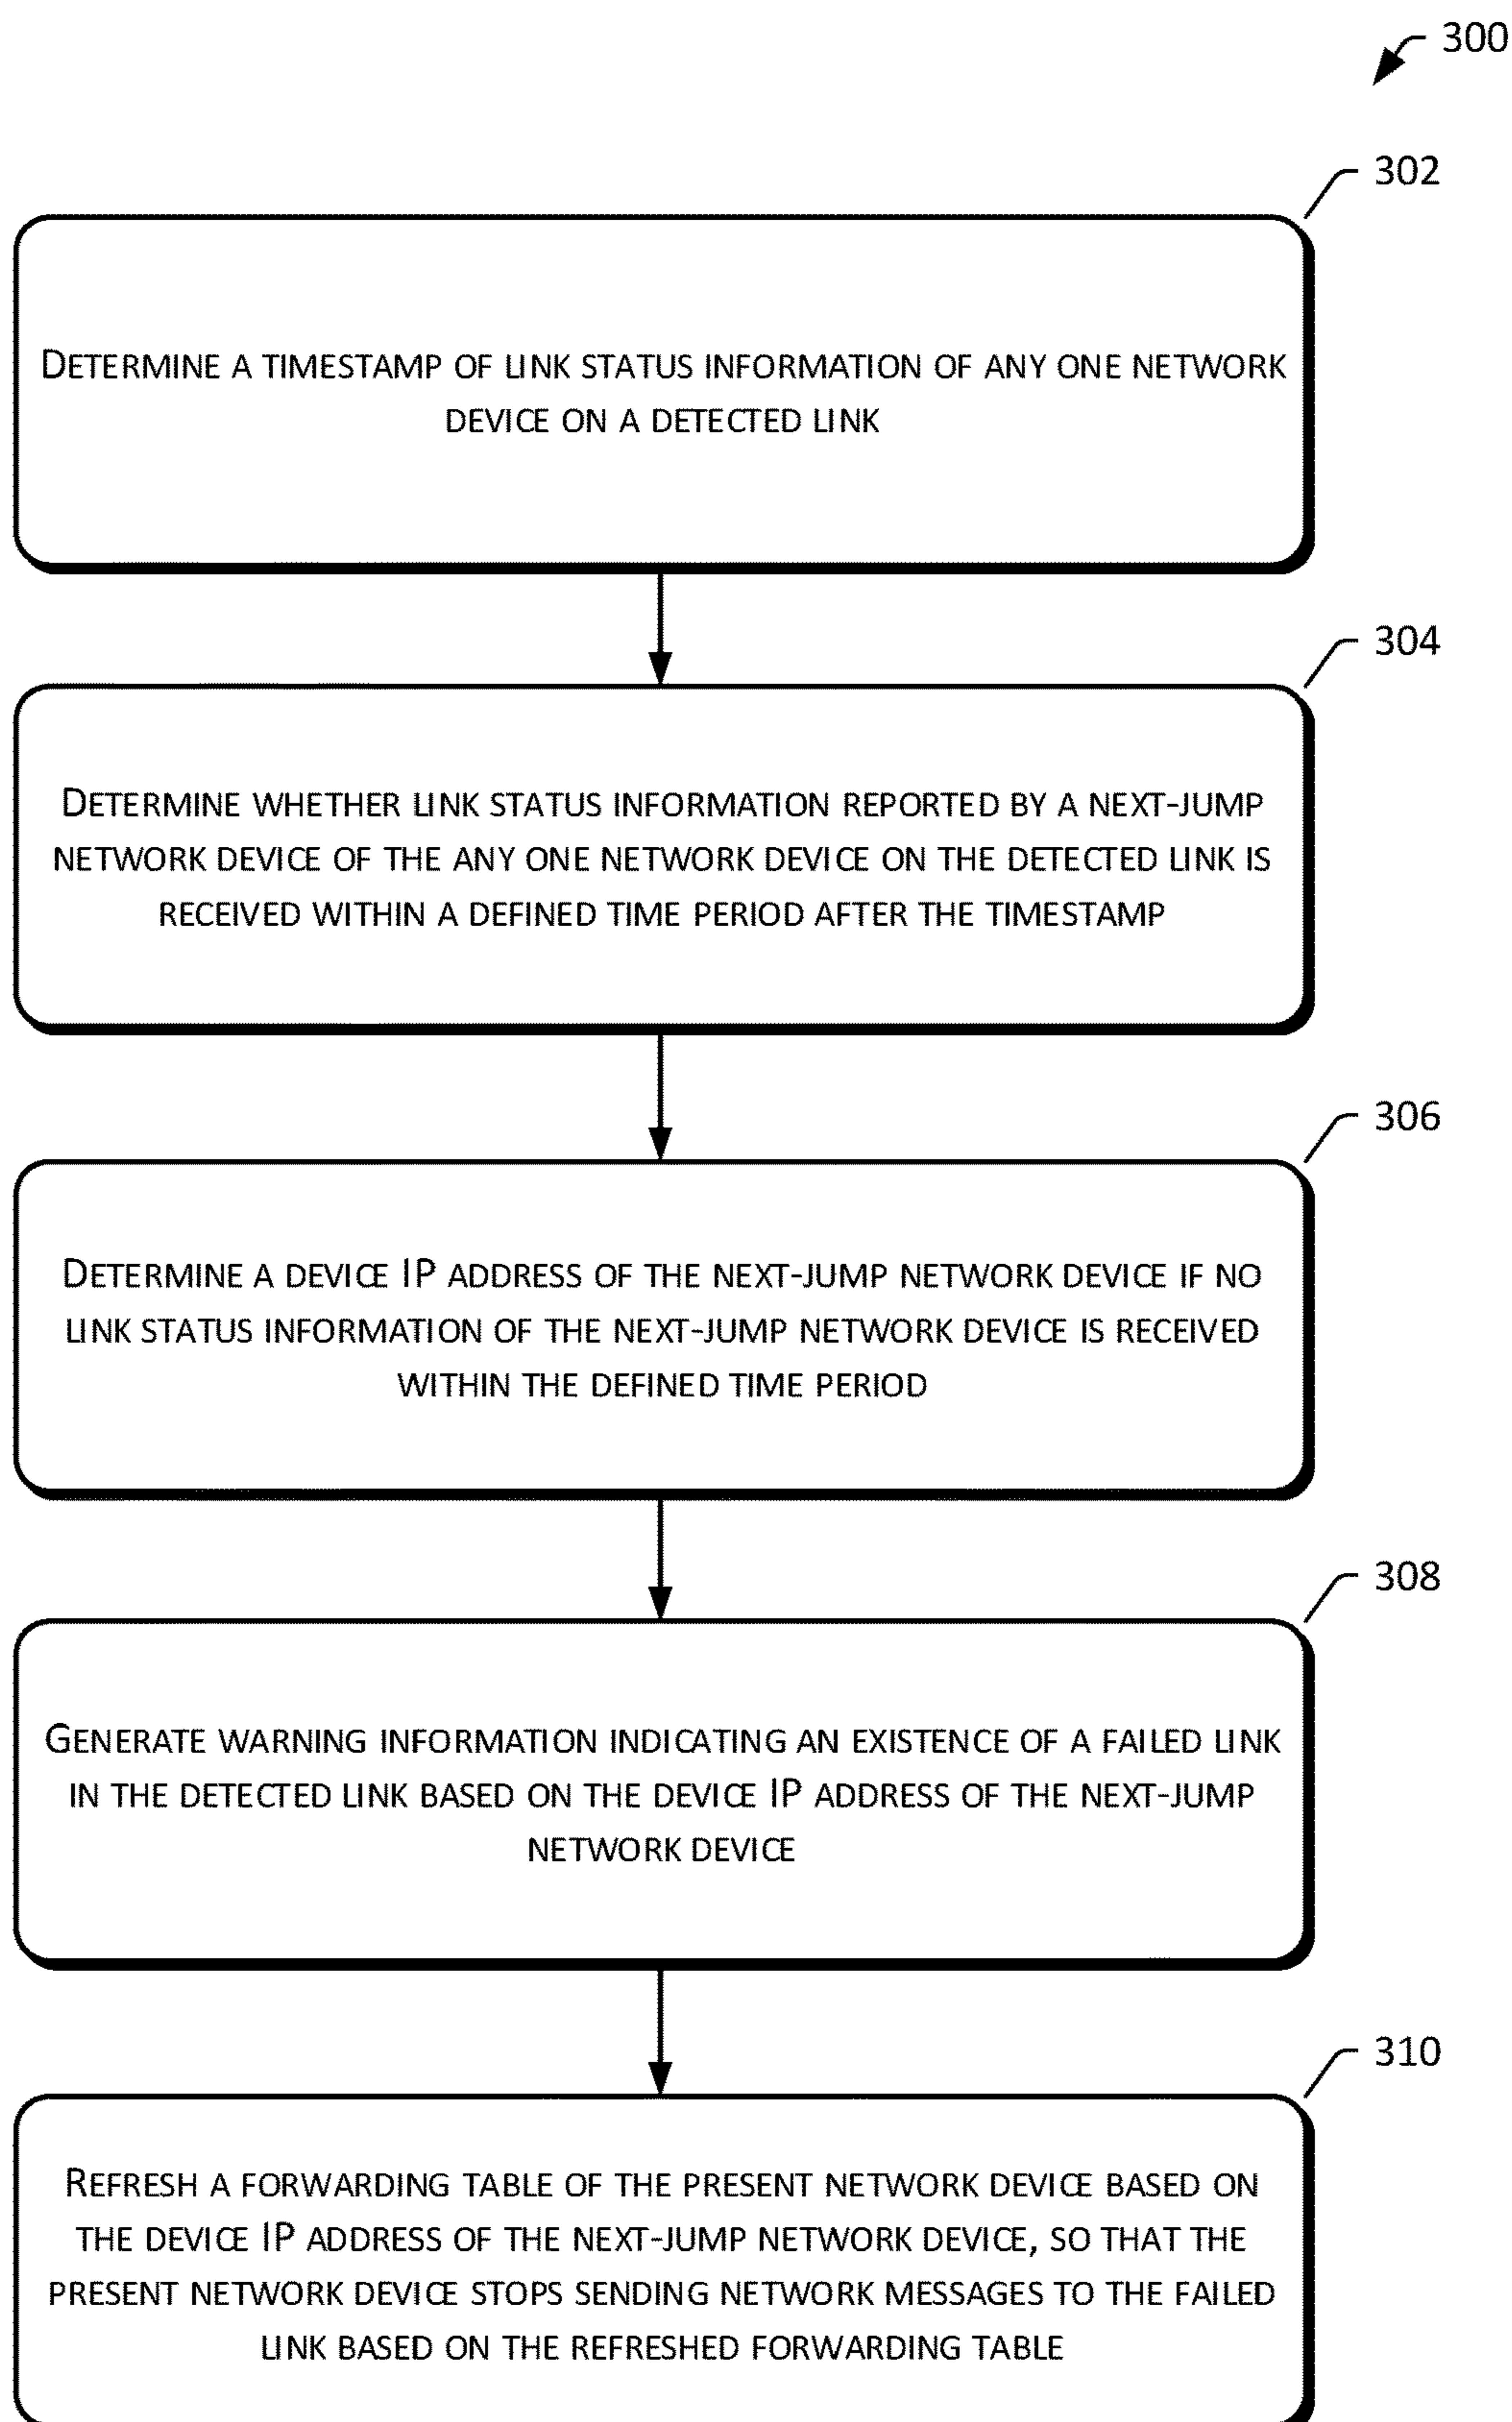 300
302
DETERMINE A TIMESTAMP OF LINK STATUS INFORMATION OF ANY ONE NETWORK
DEVICE ON A DETECTED LINK
304
DETERMINE WHETHER LINK STATUS INFORMATION REPORTED BY A NEXT-JUMP
NETWORK DEVICE OF THE ANY ONE NETWORK DEVICE ON THE DETECTED LINK IS
RECEIVED WITHIN A DEFINED TIME PERIOD AFTER THE TIMESTAMP
306
DETERMINE A DEVICE IP ADDRESS OF THE NEXT-JUMP NETWORK DEVICE IF NO
LINK STATUS INFORMATION OF THE NEXT-JUMP NETWORK DEVICE IS RECEIVED
WITHIN THE DEFINED TIME PERIOD
308
GENERATE WARNING INFORMATION INDICATING AN EXISTENCE OF A FAILED LINK
IN THE DETECTED LINK BASED ON THE DEVICE IP ADDRESS OF THE NEXT-JUMP
NETWORK DEVICE
310
REFRESH A FORWARDING TABLE OF THE PRESENT NETWORK DEVICE BASED ON
THE DEVICE IP ADDRESS OF THE NEXT-JUMP NETWORK DEVICE, SO THAT THE
PRESENT NETWORK DEVICE STOPS SENDING NETWORK MESSAGES TO THE FAILED
LINK BASED ON THE REFRESHED FORWARDING TABLE